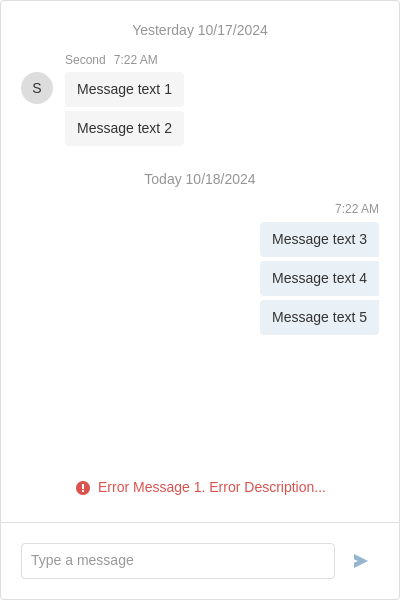 Yesterday 10/17/2024
Second 7:22 AM
S
Message text 1
Message text 2
Today 10/18/2024
7:22 AM
Message text 3
Message text 4
Message text 5
Error Message 1. Error Description...
Type a message